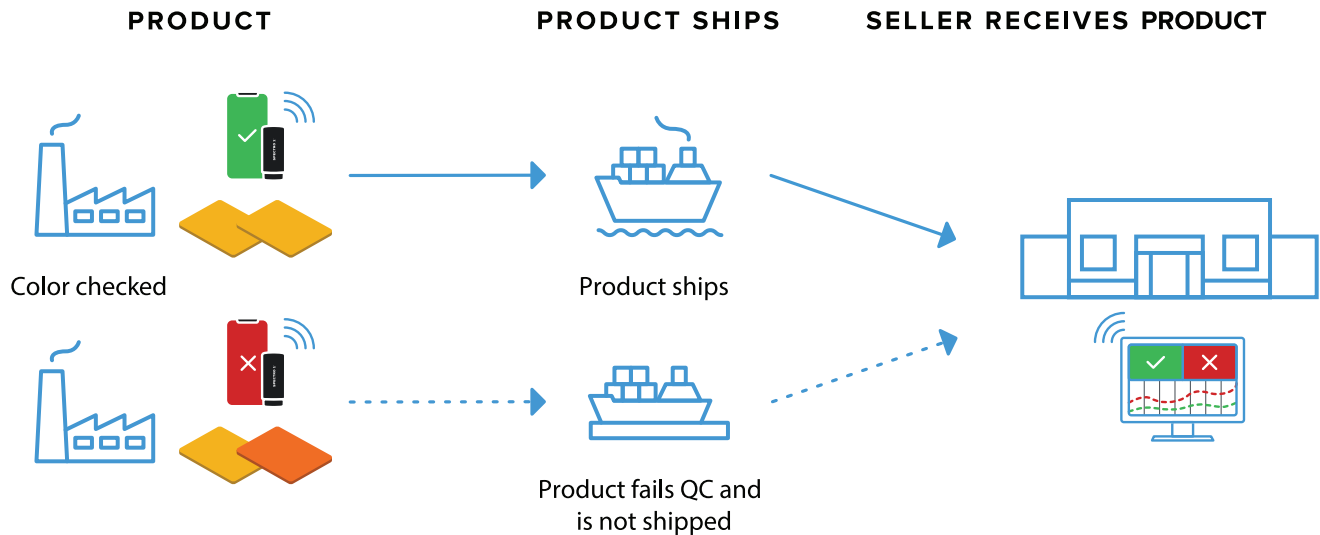 PRODUCT
PRODUCT SHIPS
SELLER RECEIVES PRODUCT
Color checked
Product ships
Product fails QC and
is not shipped